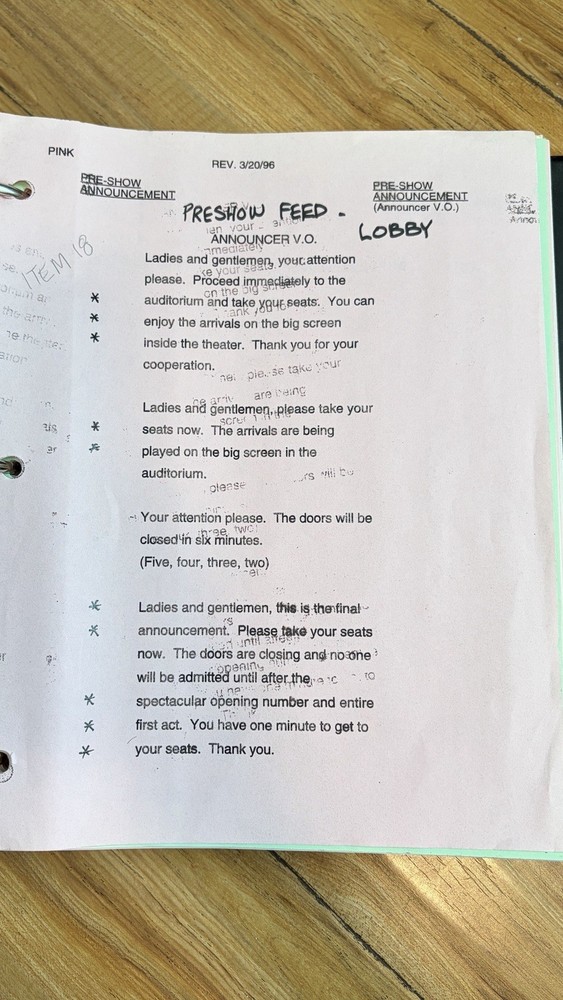 PINK
REV. 3/20/96
PRE-SHOW
ANNOUNCEMENT
PRE-SHOW
ANNOUNCEMENT
(Announcer V.O.)
PRESHOW FEED - LOBBY
ITEM 18
ANNOUNCER V.O.
Ladies and gentlemen, your attention
please. Proceed immediately to the
* auditorium and take your seats. You can
* enjoy the arrivals on the big screen
* inside the theater. Thank you for your
cooperation.
Ladies and gentlemen, please take your
* seats now. The arrivals are being
* played on the big screen in the
auditorium.
Your attention please. The doors will be
closed in six minutes.
(Five, four, three, two)
* Ladies and gentlemen, this is the final
* announcement. Please take your seats
now. The doors are closing and no one
will be admitted until after the
* spectacular opening number and entire
* first act. You have one minute to get to
* your seats. Thank you.